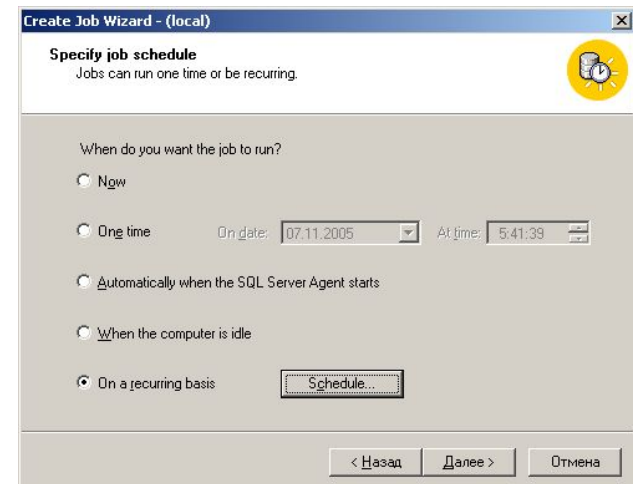 Create Job Wizard - (local)
Specify job schedule
Jobs can run one time or be recurring.
When do you want the job to run?
Now
One time On date: 07.11.2005 At time: 5:41:39
Automatically when the SQL Server Agent starts
When the computer is idle
On a recurring basis Schedule...
< Назад Далее > Отмена